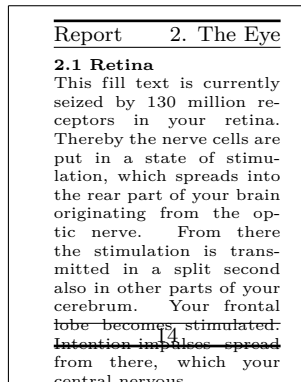 Report 2. The Eye
2.1 Retina
This fill text is currently
seized by 130 million re-
ceptors in your retina.
Thereby the nerve cells are
put in a state of stimu-
lation, which spreads into
the rear part of your brain
originating from the op-
tic nerve. From there
the stimulation is trans-
mitted in a split second
also in other parts of your
cerebrum. Your frontal
lobe becomes stimulated.
14
Intention-impulses spread
from there, which your
central nervous